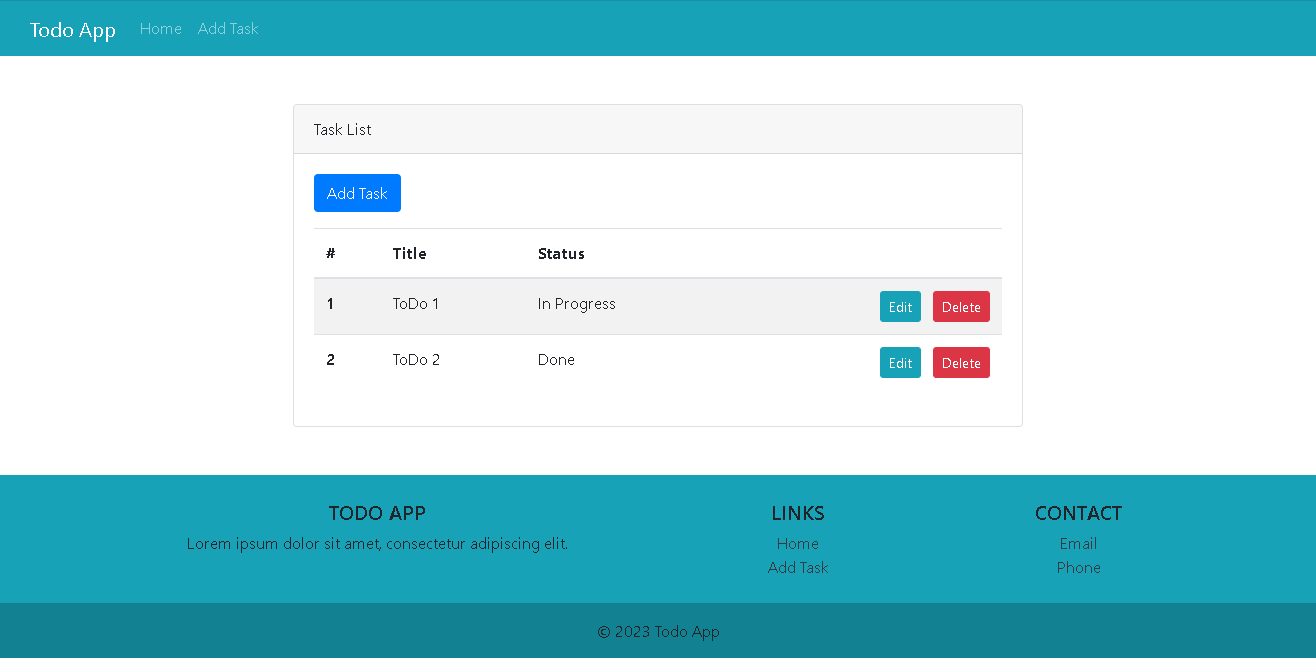 Todo App Home Add Task
Task List
Add Task
# Title Status
1 ToDo 1 In Progress Edit Delete
2 ToDo 2 Done Edit Delete
TODO APP
Lorem ipsum dolor sit amet, consectetur adipiscing elit.
LINKS
Home
Add Task
CONTACT
Email
Phone
© 2023 Todo App